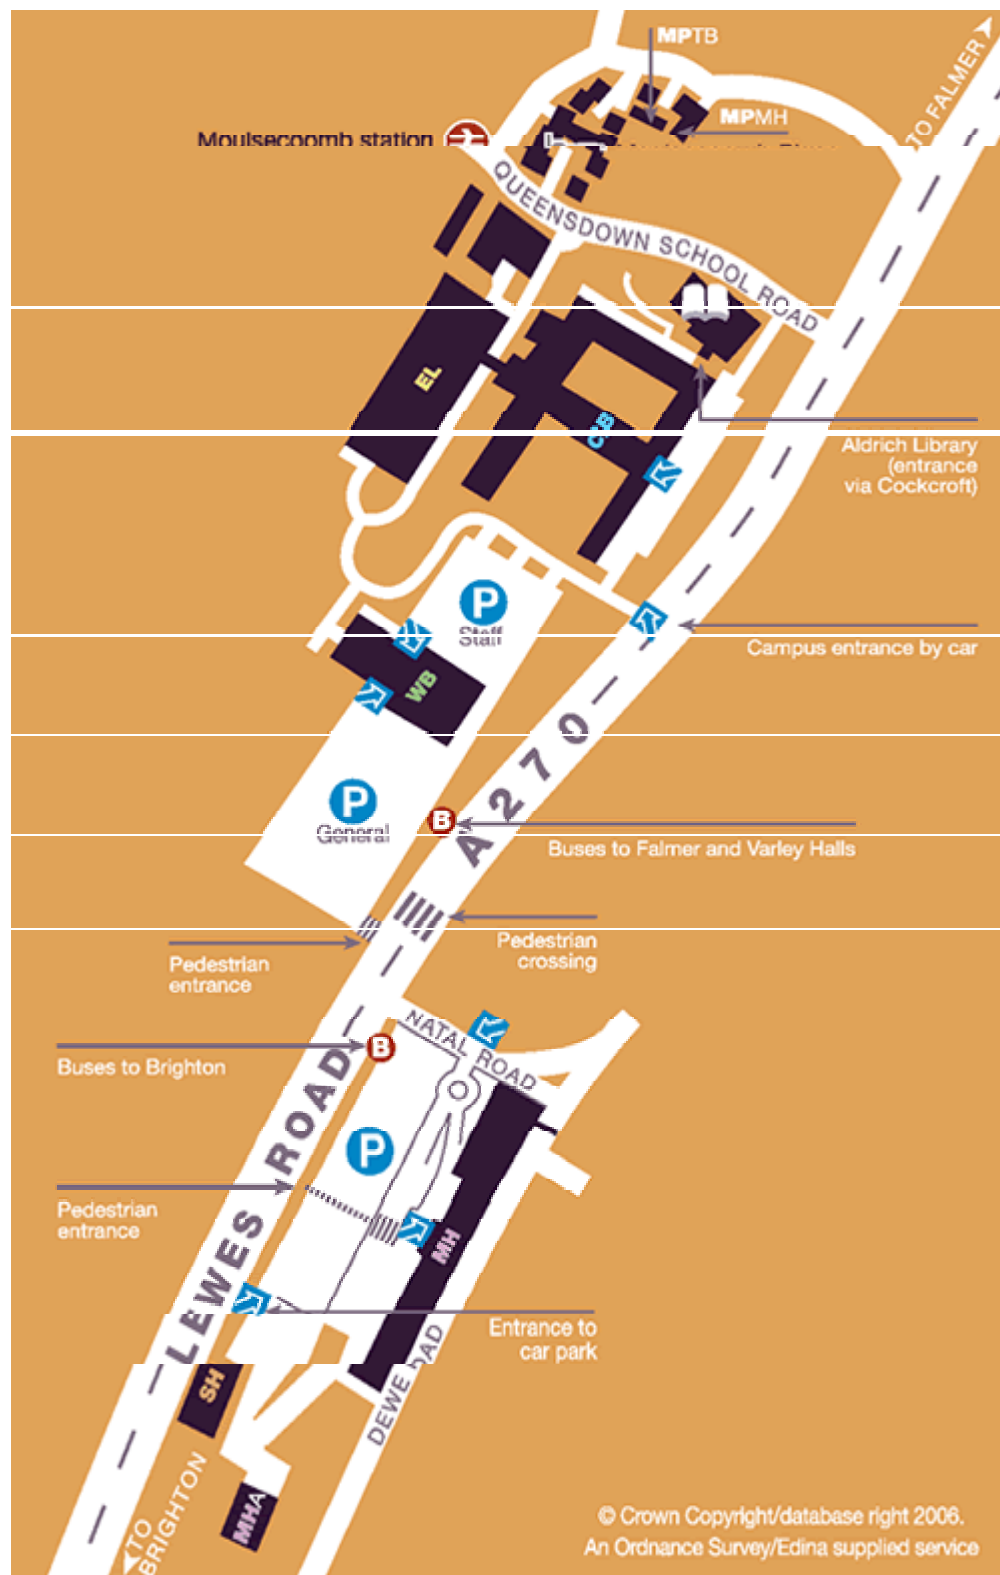 MPTB
MPMH
TO FALMER
Moulsecoomb station
QUEENSDOWN SCHOOL ROAD
EL
CSB
Aldrich Library
(entrance
via Cockcroft)
P
Staff
Campus entrance by car
WB
A270
P
General
B
Buses to Falmer and Varley Halls
Pedestrian
crossing
Pedestrian
entrance
NATAL ROAD
B
Buses to Brighton
LEWES ROAD
P
Pedestrian
entrance
MH
Entrance to
car park
SH
MHA
TO
BRIGHTON
© Crown Copyright/database right 2006.
An Ordnance Survey/Edina supplied service